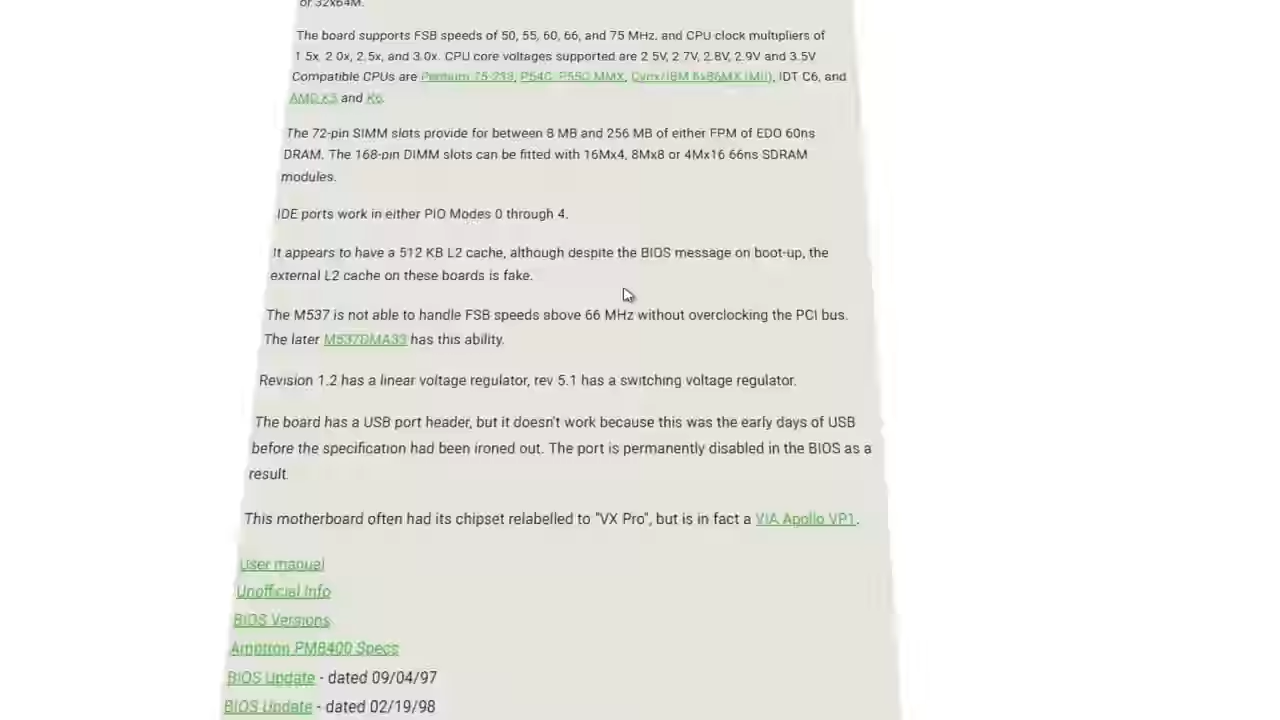 or 32x64M.
The board supports FSB speeds of 50, 55, 60, 66, and 75 MHz. and CPU clock multipliers of
1 5x, 2 0x, 2.5x, and 3.0x. CPU core voltages supported are 2 5V, 2.7V, 2.8V, 2.9V and 3.5V
Compatible CPUs are Pentium 75-233, P54C, P55C MMX, Cyrix/IBM 6x86MX (MII), IDT C6, and
AMD K5 and K6.
The 72-pin SIMM slots provide for between 8 MB and 256 MB of either FPM of EDO 60ns
DRAM. The 168-pin DIMM slots can be fitted with 16Mx4, 8Mx8 or 4Mx16 66ns SDRAM
modules.
IDE ports work in either PIO Modes 0 through 4.
It appears to have a 512 KB L2 cache, although despite the BIOS message on boot-up, the
external L2 cache on these boards is fake.
The M537 is not able to handle FSB speeds above 66 MHz without overclocking the PCI bus.
The later M537DMA33 has this ability.
Revision 1.2 has a linear voltage regulator, rev 5.1 has a switching voltage regulator.
The board has a USB port header, but it doesn't work because this was the early days of USB
before the specification had been ironed out. The port is permanently disabled in the BIOS as a
result.
This motherboard often had its chipset relabelled to "VX Pro", but is in fact a VIA Apollo VP1.
User manual
Unofficial Info
BIOS Versions
Amptron PM8400 Specs
BIOS Update - dated 09/04/97
BIOS Update - dated 02/19/98